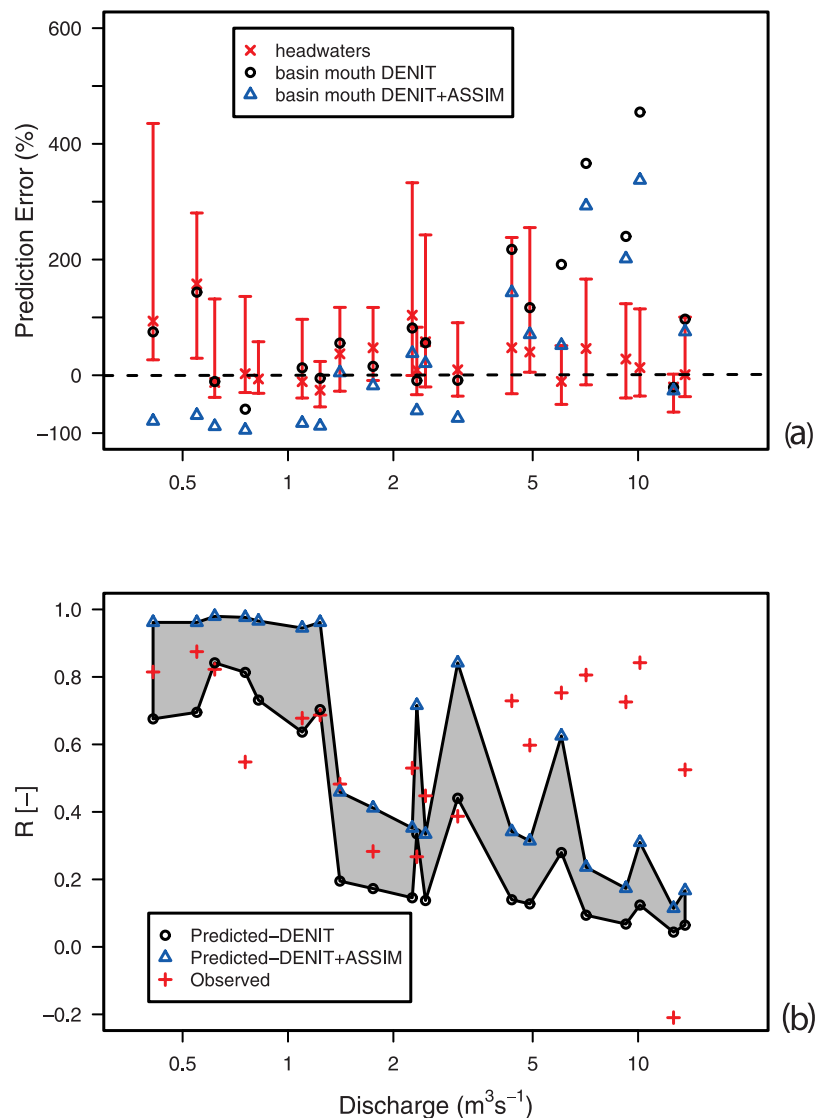 600
400
200
0
−100
Prediction Error (%)
headwaters
basin mouth DENIT
basin mouth DENIT+ASSIM
0.5 1 2 5 10
(a)
1.0
0.8
0.6
0.4
0.2
0.0
−0.2
R [-]
Predicted−DENIT
Predicted−DENIT+ASSIM
Observed
0.5 1 2 5 10
(b)
Discharge (m³s⁻¹)